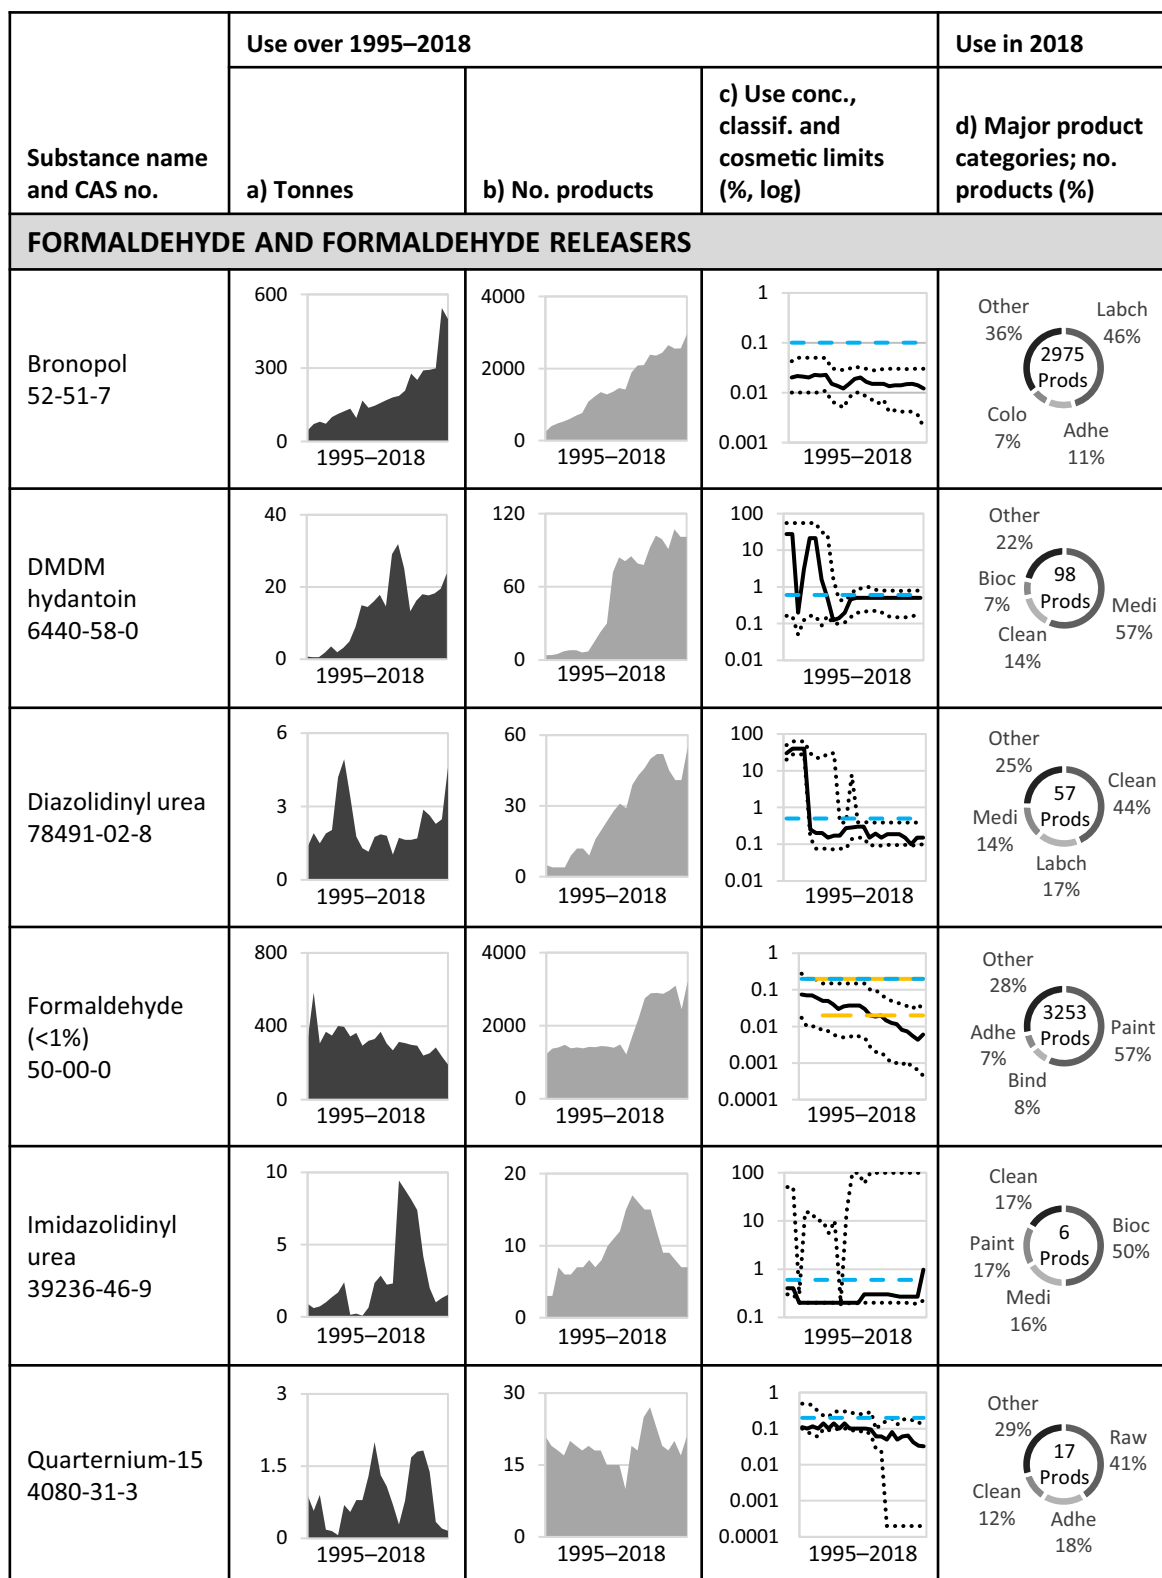 Use over 1995–2018
Use in 2018
Substance name
and CAS no.
a) Tonnes
b) No. products
c) Use conc.,
classif. and
cosmetic limits
(%, log)
d) Major product
categories; no.
products (%)
FORMALDEHYDE AND FORMALDEHYDE RELEASERS
Bronopol
52-51-7
600
300
0
1995–2018
4000
2000
0
1995–2018
1
0.1
0.01
0.001
1995–2018
Other
36%
Labch
46%
2975
Prods
Colo
7%
Adhe
11%
DMDM
hydantoin
6440-58-0
40
20
0
1995–2018
120
60
0
1995–2018
100
10
1
0.1
0.01
1995–2018
Other
22%
Bioc
7%
98
Prods
Medi
57%
Clean
14%
Diazolidinyl urea
78491-02-8
6
3
0
1995–2018
60
30
0
1995–2018
100
10
1
0.1
0.01
1995–2018
Other
25%
Clean
44%
57
Prods
Medi
14%
Labch
17%
Formaldehyde
(<1%)
50-00-0
800
400
0
1995–2018
4000
2000
0
1995–2018
1
0.1
0.01
0.001
0.0001
1995–2018
Other
28%
3253
Prods
Paint
57%
Adhe
7%
Bind
8%
Imidazolidinyl
urea
39236-46-9
10
5
0
1995–2018
20
10
0
1995–2018
100
10
1
0.1
1995–2018
Clean
17%
6
Prods
Bioc
50%
Paint
17%
Medi
16%
Quarternium-15
4080-31-3
3
1.5
0
1995–2018
30
15
0
1995–2018
1
0.1
0.01
0.001
0.0001
1995–2018
Other
29%
17
Prods
Raw
41%
Clean
12%
Adhe
18%